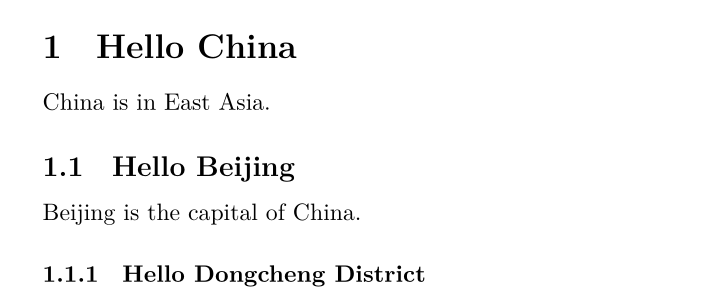 1 Hello China
China is in East Asia.
1.1 Hello Beijing
Beijing is the capital of China.
1.1.1 Hello Dongcheng District